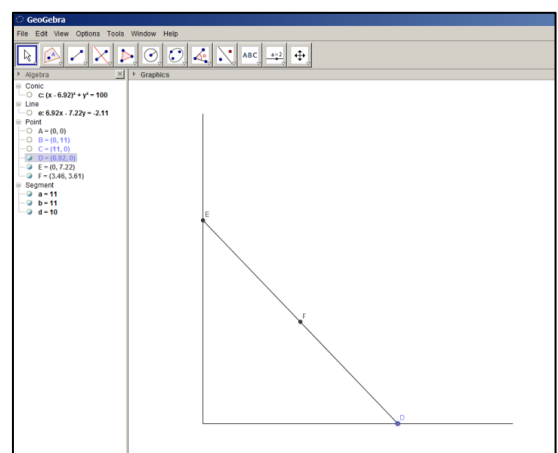 GeoGebra
File Edit View Options Tools Window Help
ABC
a=2
Algebra
Graphics
Conic
c: (x - 6.92)² + y² = 100
Line
e: 6.92x - 7.22y = -2.11
Point
A = (0, 0)
B = (0, 11)
C = (11, 0)
D = (6.92, 0)
E = (0, 7.22)
F = (3.46, 3.61)
Segment
a = 11
b = 11
d = 10
E
F
D